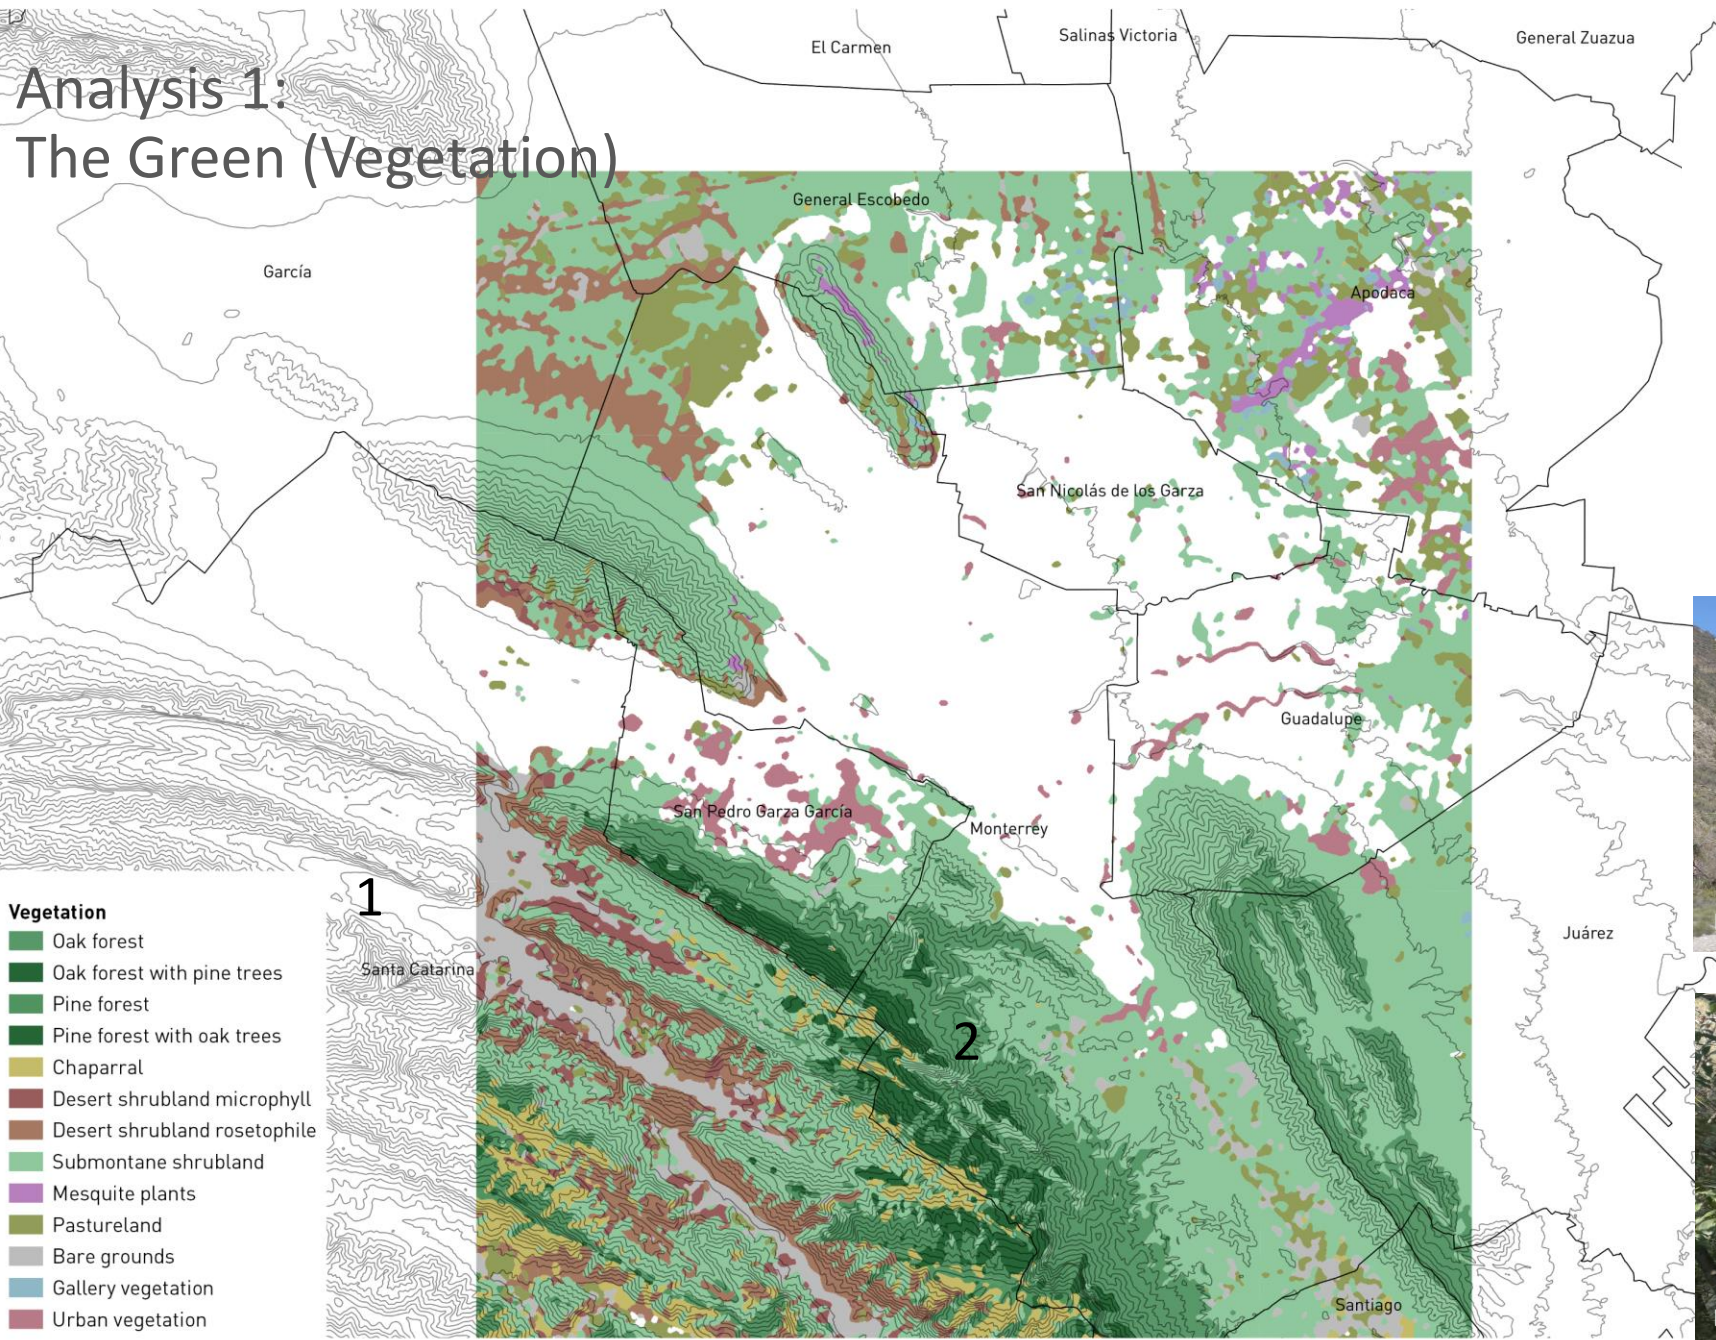 Analysis 1:
The Green (Vegetation)
El Carmen
Salinas Victoria
General Zuazua
General Escobedo
García
Apodaca
San Nicolás de los Garza
Guadalupe
San Pedro Garza García
Monterrey
1
Santa Catarina
Juárez
2
Santiago
Vegetation
Oak forest
Oak forest with pine trees
Pine forest
Pine forest with oak trees
Chaparral
Desert shrubland microphyll
Desert shrubland rosetophile
Submontane shrubland
Mesquite plants
Pastureland
Bare grounds
Gallery vegetation
Urban vegetation